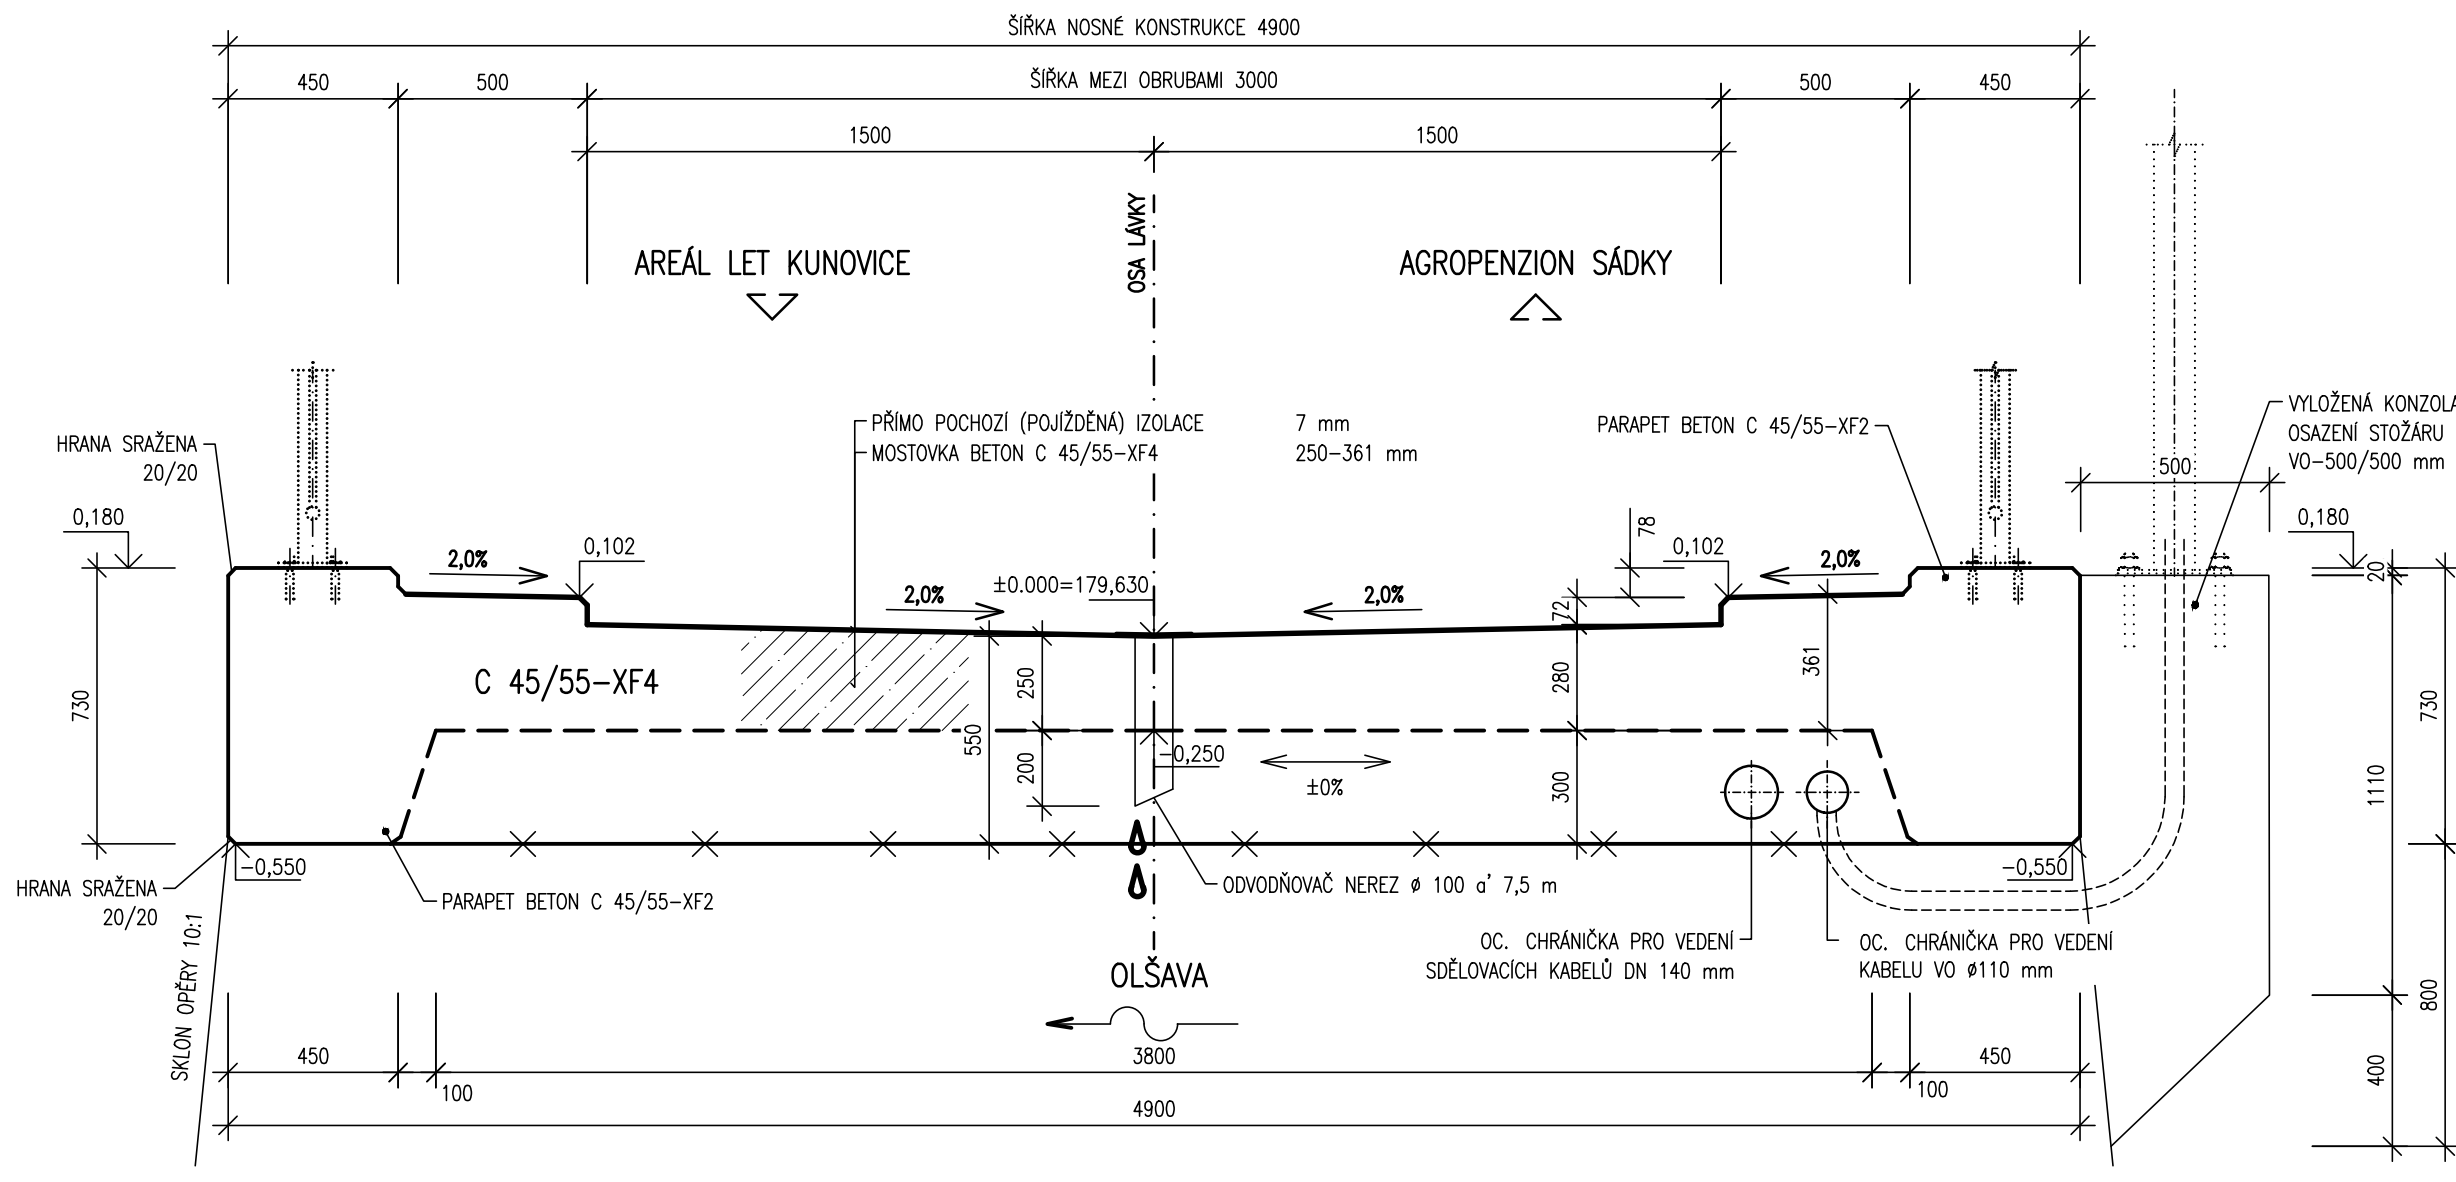 ŠÍŘKA NOSNÉ KONSTRUKCE 4900
450
500
ŠÍŘKA MEZI OBRUBAMI 3000
500
450
1500
1500
OSA LÁVKY
AREÁL LET KUNOVICE
AGROPENZION SÁDKY
PŘÍMO POCHOZÍ (POJÍŽDĚNÁ) IZOLACE 7 mm
MOSTOVKA BETON C 45/55-XF4 250-361 mm
PARAPET BETON C 45/55-XF2
VYLOŽENÁ KONZOLA
OSAZENÍ STOŽÁRU
VO-500/500 mm
HRANA SRAŽENA
20/20
500
0,180
0,180
78
0,102
0,102
2,0%
2,0%
±0.000=179,630
2,0%
2,0%
72
20
C 45/55-XF4
730
250
280
361
730
550
-0,250
200
±0%
300
1110
-0,550
-0,550
HRANA SRAŽENA
20/20
PARAPET BETON C 45/55-XF2
ODVODŇOVAČ NEREZ ø 100 a' 7,5 m
OC. CHRÁNIČKA PRO VEDENÍ
SDĚLOVACÍCH KABELŮ DN 140 mm
OC. CHRÁNIČKA PRO VEDENÍ
KABELU VO ø110 mm
SKLON OPĚRY 10:1
OLŠAVA
800
400
450
100
3800
100
450
4900